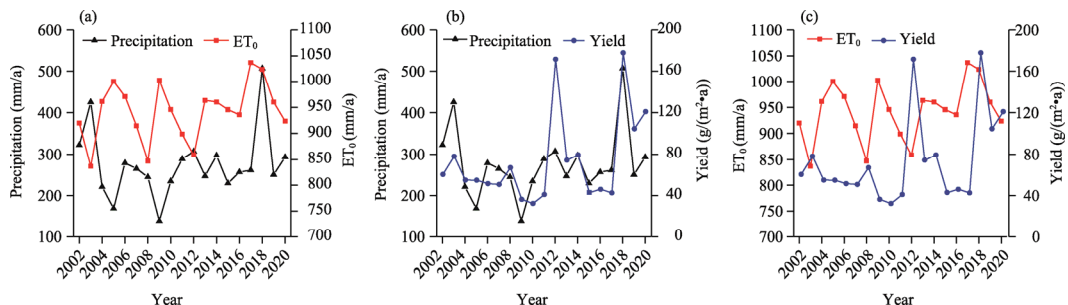 (a)
Precipitation ET0
Precipitation (mm/a)
600
500
400
300
200
100
1100
1050
1000
950
900
850
800
750
700
ET0 (mm/a)
2002 2004 2006 2008 2010 2012 2014 2016 2018 2020
Year
(b)
Precipitation Yield
Precipitation (mm/a)
600
500
400
300
200
100
200
160
120
80
40
0
Yield (g/(m²•a))
2002 2004 2006 2008 2010 2012 2014 2016 2018 2020
Year
(c)
ET0 Yield
ET0 (mm/a)
1100
1050
1000
950
900
850
800
750
700
200
160
120
80
40
0
Yield (g/(m²•a))
2002 2004 2006 2008 2010 2012 2014 2016 2018 2020
Year